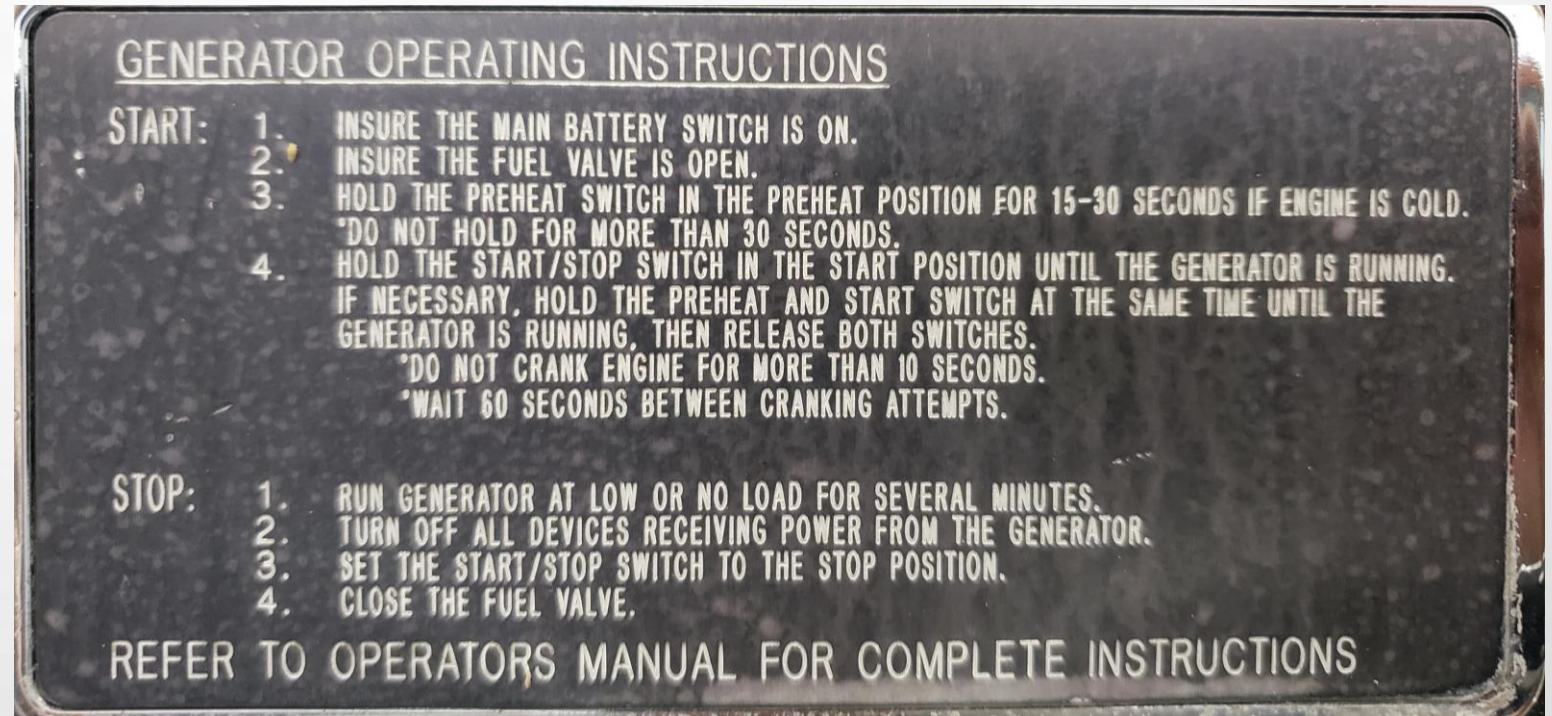 GENERATOR OPERATING INSTRUCTIONS
START: 1. INSURE THE MAIN BATTERY SWITCH IS ON.
2. INSURE THE FUEL VALVE IS OPEN.
3. HOLD THE PREHEAT SWITCH IN THE PREHEAT POSITION FOR 15-30 SECONDS IF ENGINE IS COLD.
*DO NOT HOLD FOR MORE THAN 30 SECONDS.
4. HOLD THE START/STOP SWITCH IN THE START POSITION UNTIL THE GENERATOR IS RUNNING.
IF NECESSARY, HOLD THE PREHEAT AND START SWITCH AT THE SAME TIME UNTIL THE
GENERATOR IS RUNNING, THEN RELEASE BOTH SWITCHES.
*DO NOT CRANK ENGINE FOR MORE THAN 10 SECONDS.
*WAIT 60 SECONDS BETWEEN CRANKING ATTEMPTS.
STOP: 1. RUN GENERATOR AT LOW OR NO LOAD FOR SEVERAL MINUTES.
2. TURN OFF ALL DEVICES RECEIVING POWER FROM THE GENERATOR.
3. SET THE START/STOP SWITCH TO THE STOP POSITION.
4. CLOSE THE FUEL VALVE.
REFER TO OPERATORS MANUAL FOR COMPLETE INSTRUCTIONS